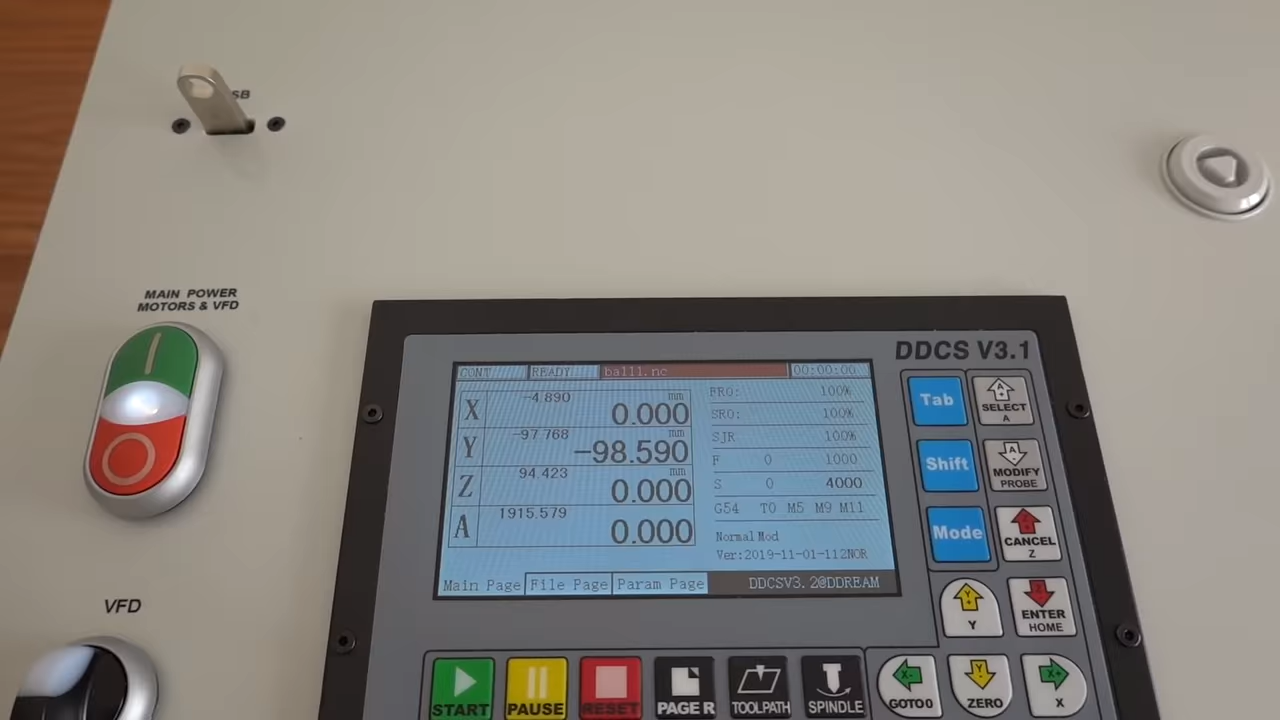 SB
MAIN POWER
MOTORS & VFD
VFD
DDCS V3.1
CONT READY ball1.nc 00:00:00
X -4.890 mm 0.000
Y -97.768 mm -98.590
Z 94.423 mm 0.000
A 1915.579 0.000
FRO: 100%
SRO: 100%
SJR 100%
F 0 1000
S 0 4000
G54 T0 M5 M9 M11
Normal Mod
Ver:2019-11-01-112NOR
Main Page File Page Param Page DDCSV3.2@DDREAM
Tab
A+
SELECT
A
Shift
A-
MODIFY
PROBE
Mode
CANCEL
Z
Y+
Y
ENTER
HOME
START
PAUSE
RESET
PAGE R
TOOLPATH
SPINDLE
X-
GOTO0
Y-
ZERO
X+
X